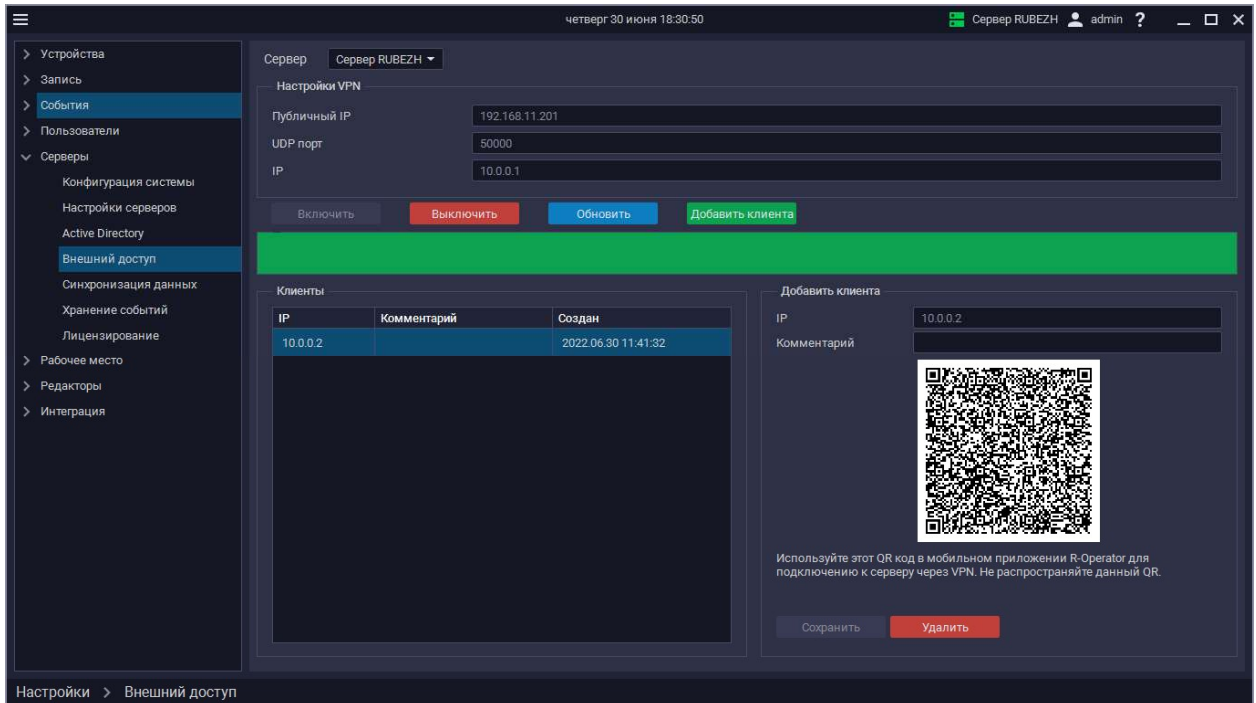 четверг 30 июня 18:30:50
Сервер RUBEZH admin ?
Устройства
Запись
События
Пользователи
Серверы
Конфигурация системы
Настройки серверов
Active Directory
Внешний доступ
Синхронизация данных
Хранение событий
Лицензирование
Рабочее место
Редакторы
Интеграция
Сервер Сервер RUBEZH
Настройки VPN
Публичный IP 192.168.11.201
UDP порт 50000
IP 10.0.0.1
Включить Выключить Обновить Добавить клиента
Клиенты
IP Комментарий Создан
10.0.0.2 2022.06.30 11:41:32
Добавить клиента
IP 10.0.0.2
Комментарий
Используйте этот QR код в мобильном приложении R-Operator для
подключению к серверу через VPN. Не распространяйте данный QR.
Сохранить Удалить
Настройки > Внешний доступ